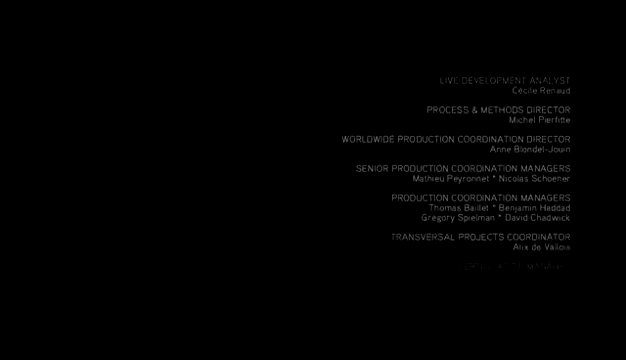 LIVE DEVELOPMENT ANALYST
Cécile Renaud
PROCESS & METHODS DIRECTOR
Michel Pierfitte
WORLDWIDE PRODUCTION COORDINATION DIRECTOR
Anne Blondel-Jouin
SENIOR PRODUCTION COORDINATION MANAGERS
Mathieu Peyronnet * Nicolas Schoener
PRODUCTION COORDINATION MANAGERS
Thomas Baillet * Benjamin Haddad
Gregory Spielman * David Chadwick
TRANSVERSAL PROJECTS COORDINATOR
Alix de Vallois